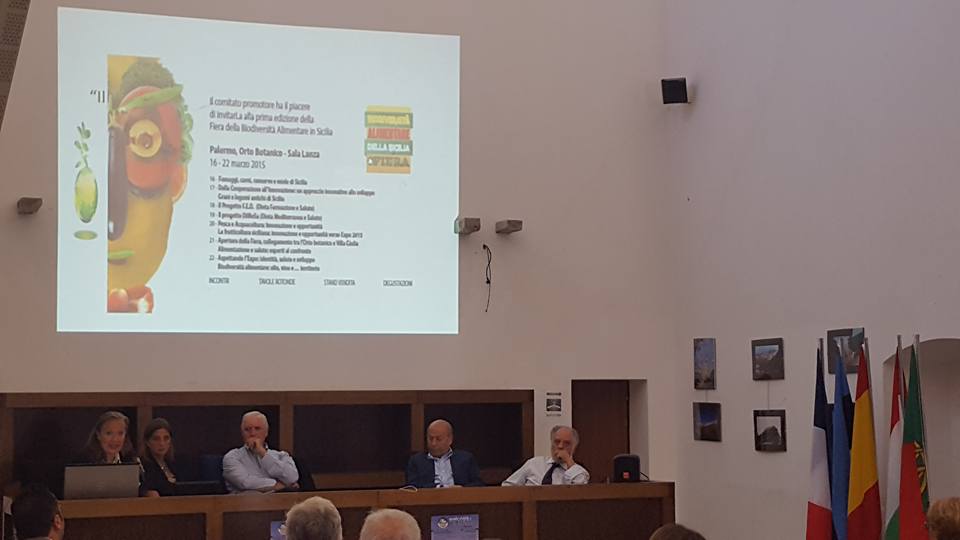 "Il
Il comitato promotore ha il piacere
di invitarLa alla prima edizione della
Fiera della Biodiversità Alimentare in Sicilia
Palermo, Orto Botanico - Sala Lanza
16 - 22 marzo 2015
16 - Formaggi, carni, conserve e miele di Sicilia
17 - Dalla Cooperazione all'Innovazione: un approccio innovativo allo sviluppo
Grani e legumi antichi di Sicilia
18 - Il Progetto F.E.D. (Dieta Formazione e Salute)
19 - Il progetto DiMeSa (Dieta Mediterranea e Salute)
20 - Pesca e Acquacoltura: innovazione e opportunità
La frutticoltura siciliana: innovazione e opportunità verso Expo 2015
21 - Apertura della Fiera, collegamento tra l'Orto botanico e Villa Giulia
Alimentazione e salute: esperti al confronto
22 - Aspettando l'Expo: identità, salute e sviluppo
Biodiversità alimentare: olio, vino e ... territorio
INCONTRI TAVOLE ROTONDE STAND VENDITA DEGUSTAZIONI
BIODIVERSITÀ
ALIMENTARE
DELLA SICILIA
in FIERA